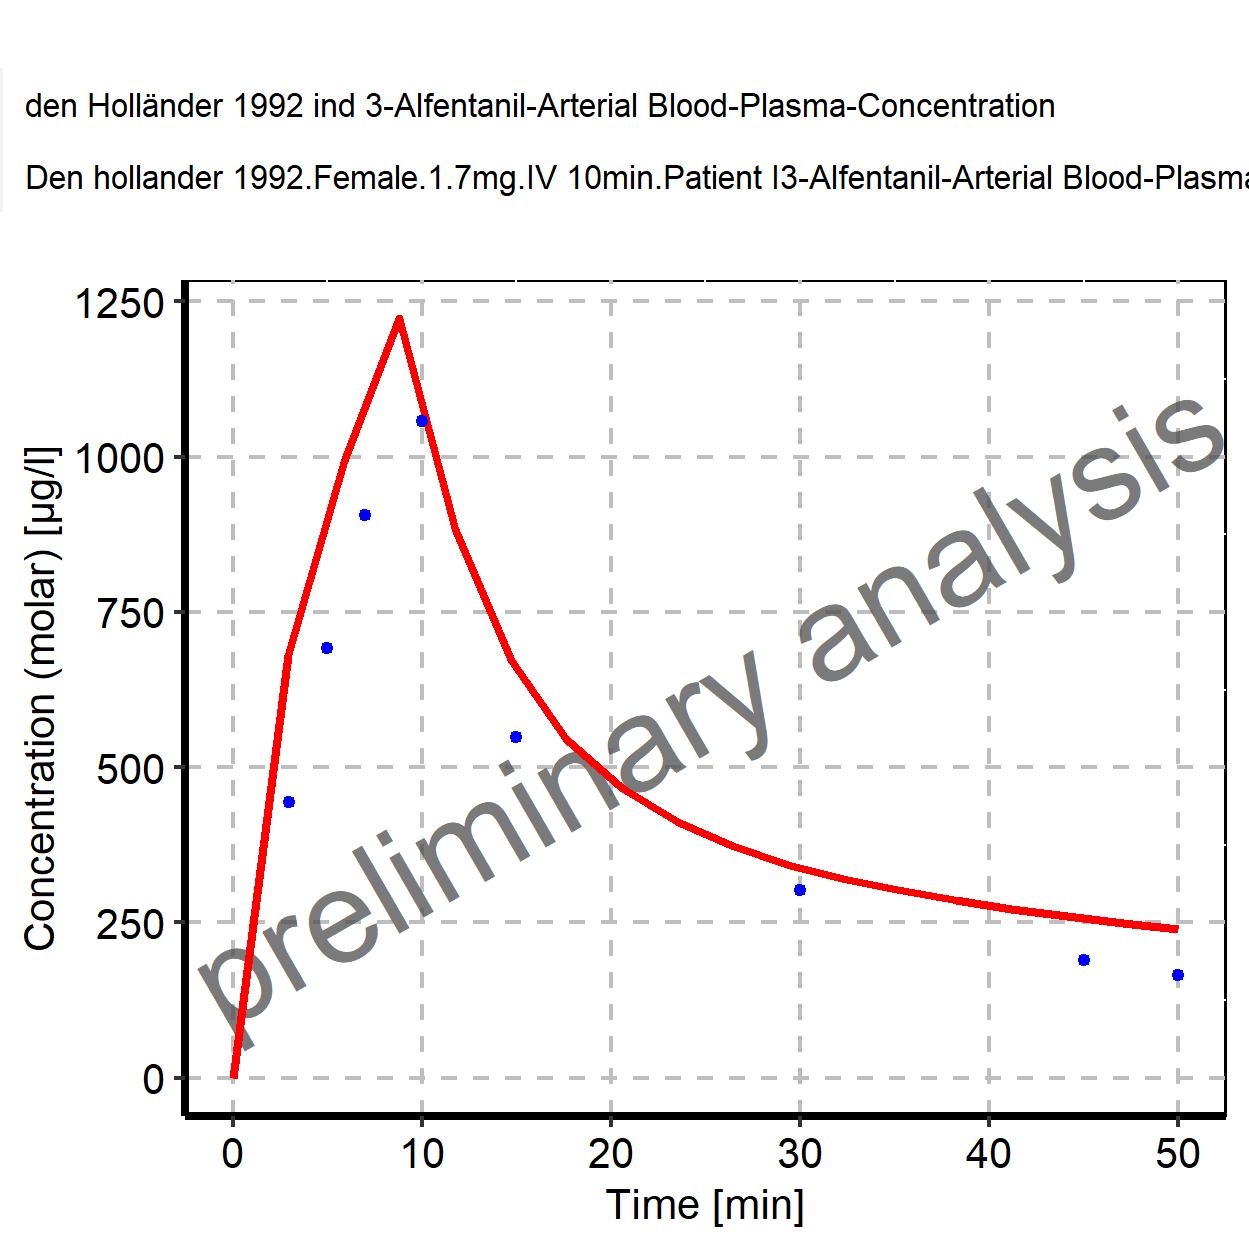 den Holländer 1992 ind 3-Alfentanil-Arterial Blood-Plasma-Concentration
Den hollander 1992.Female.1.7mg.IV 10min.Patient I3-Alfentanil-Arterial Blood-Plasma
1250
1000
750
500
250
0
Concentration (molar) [µg/l]
preliminary analysis
0 10 20 30 40 50
Time [min]